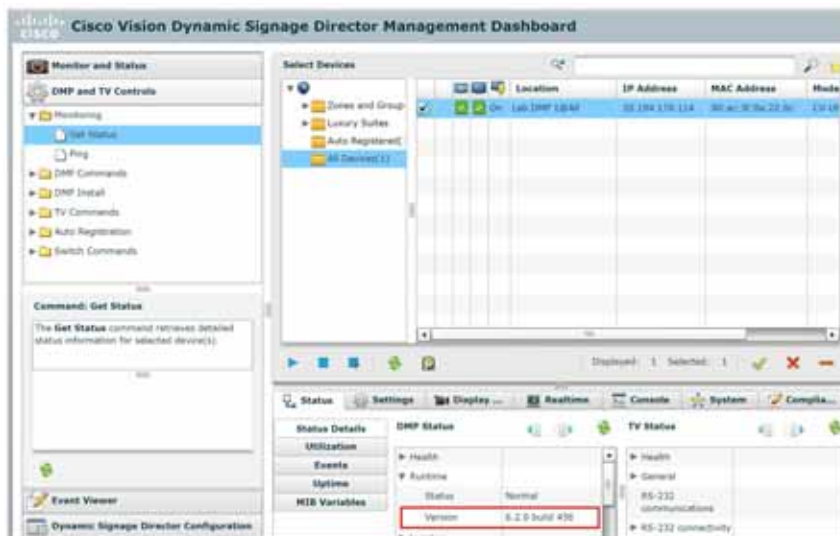 CISCO
Cisco Vision Dynamic Signage Director Management Dashboard
Monitor and Status
DMP and TV Controls
Monitoring
Get Status
Ping
DMP Commands
DMP Install
TV Commands
Auto Registration
Switch Commands
Command: Get Status
The Get Status command retrieves detailed
status information for selected device(s).
Event Viewer
Dynamic Signage Director Configuration
Select Devices
Zones and Group
Luxury Suites
Auto Registered(
All Devices(1)
Location
IP Address
MAC Address
Mode
On
Lab DMP
Displayed: 1 Selected: 1
Status
Settings
Display ...
Realtime
Console
System
Complia...
Status Details
Utilization
Events
Uptime
MIB Variables
DMP Status
Health
Runtime
Status Normal
Version 6.2.0 build 456
TV Status
Health
General
RS-232
communications
RS-232 connectivity